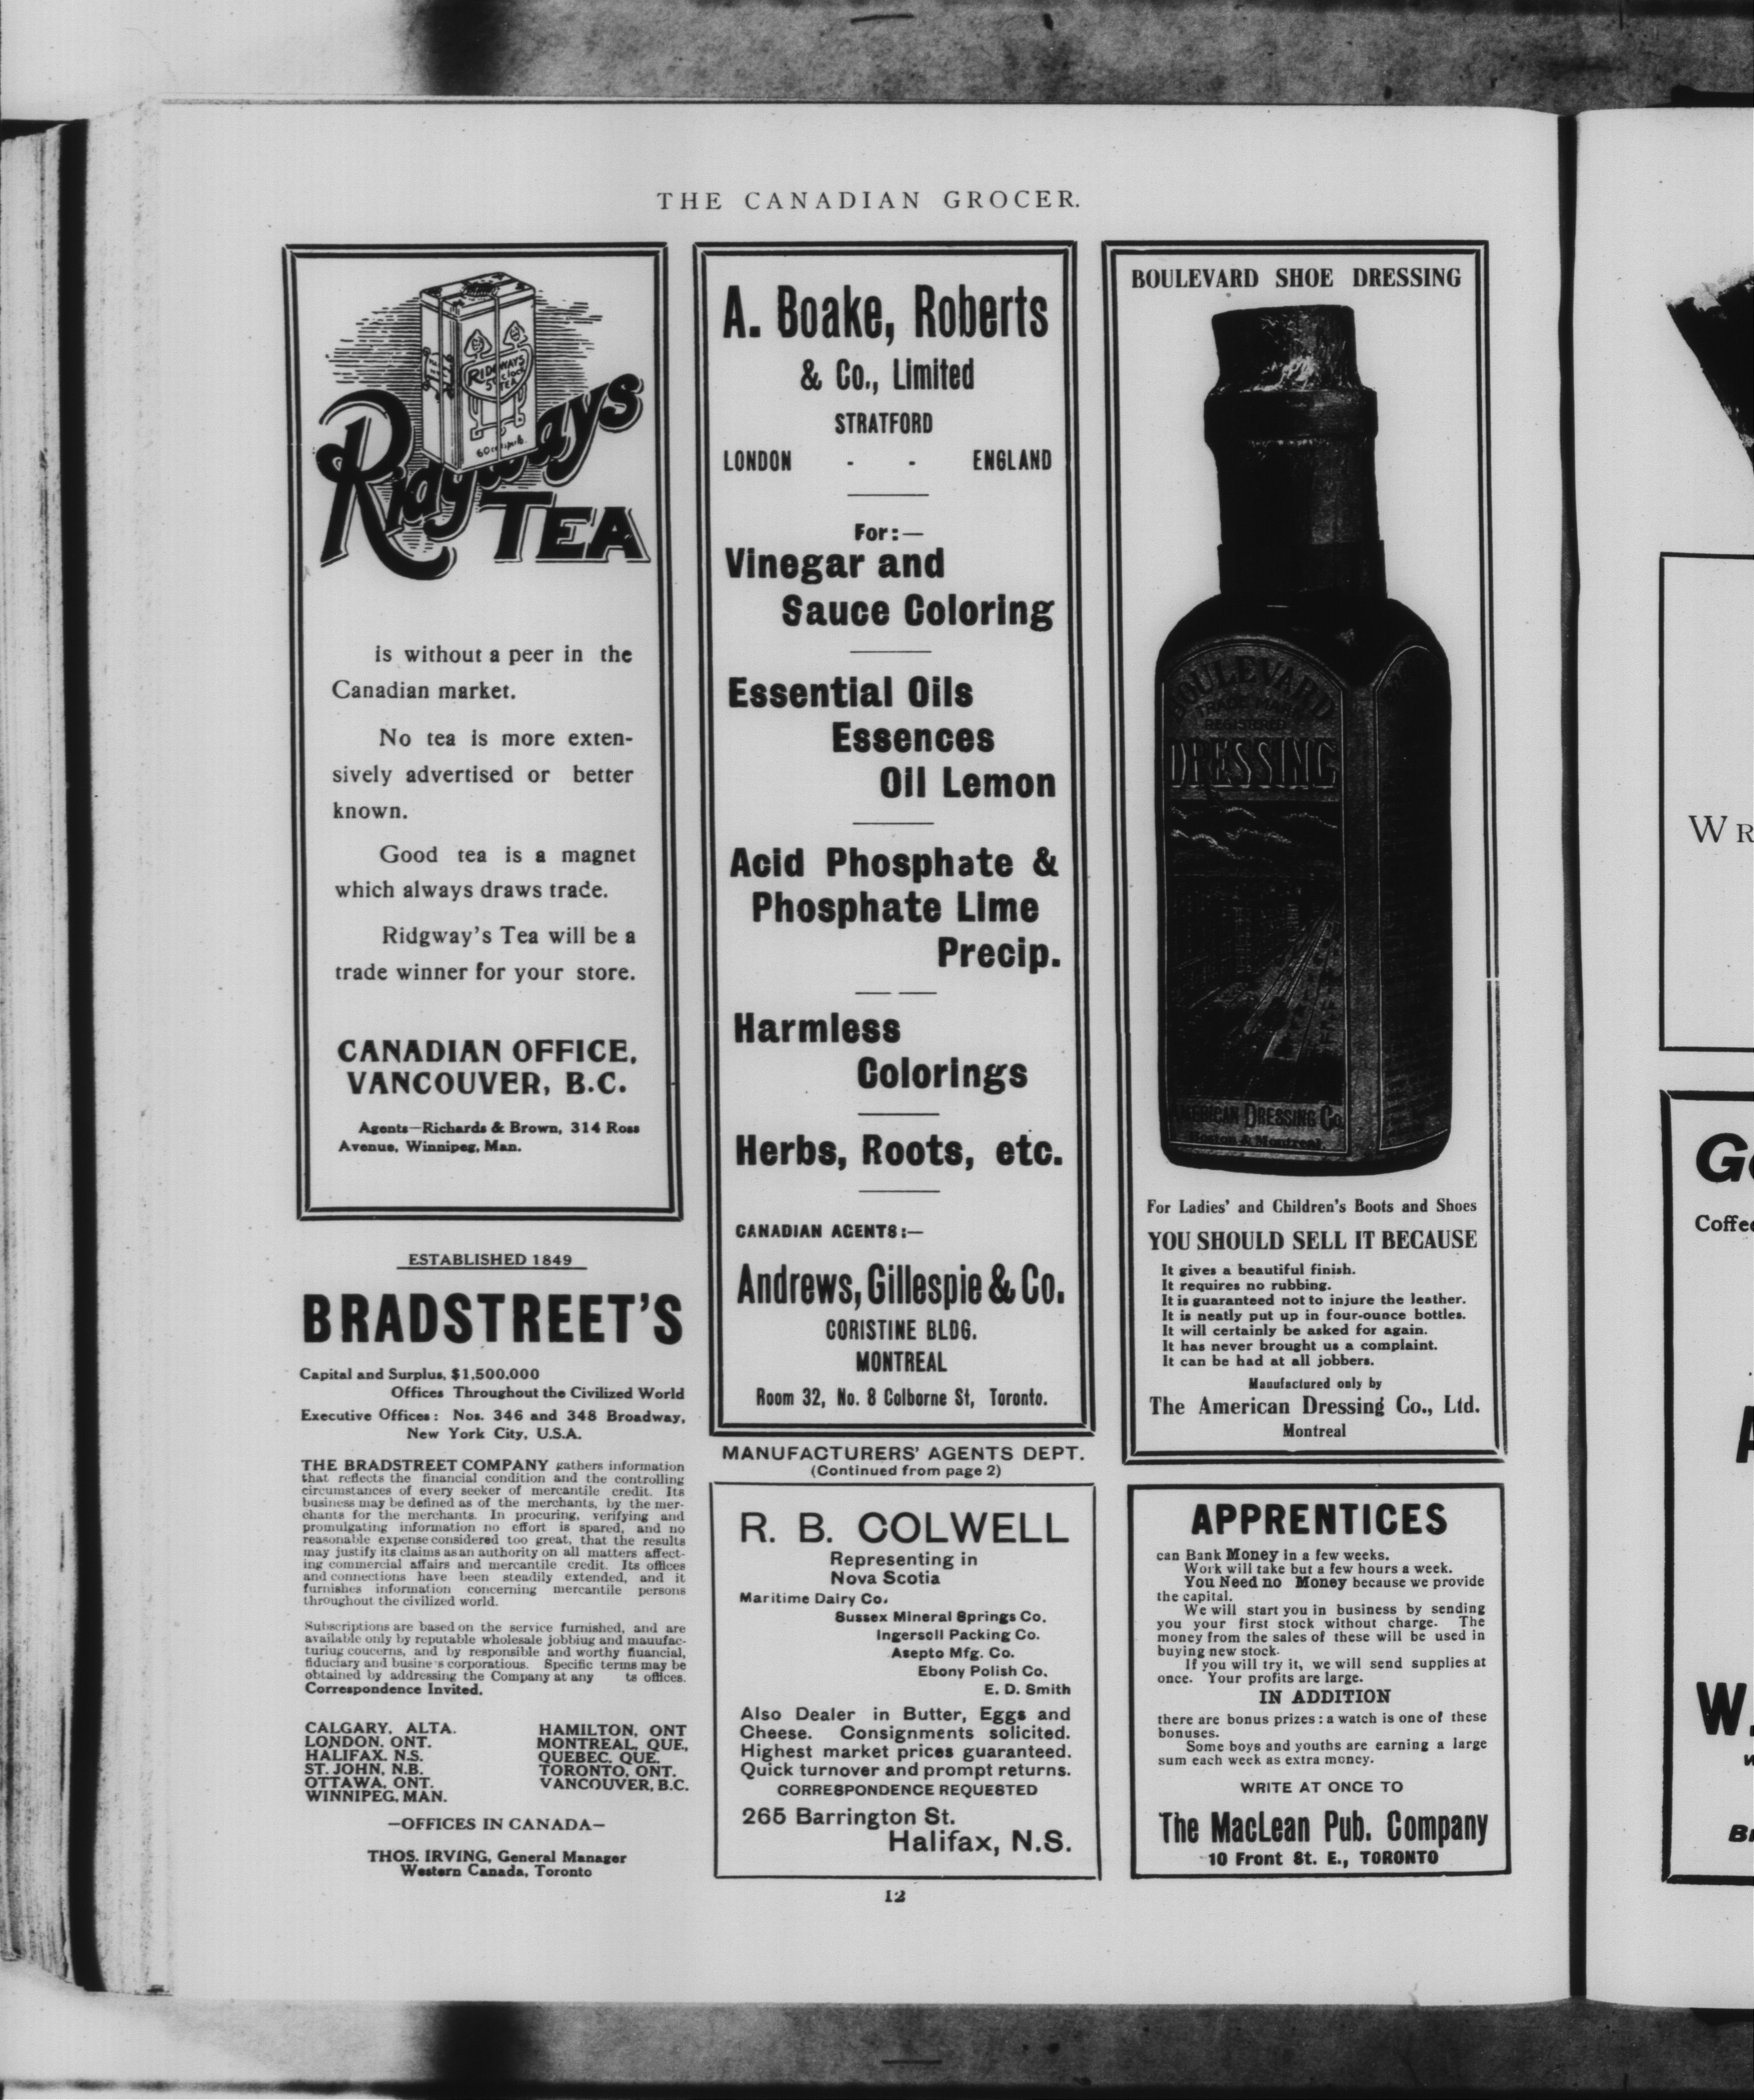 THE CANADIAN GROCER.
RIDGWAYS
5 o'clock
TEA
Ridgways
TEA
is without a peer in the
Canadian market.
No tea is more exten-
sively advertised or better
known.
Good tea is a magnet
which always draws trade.
Ridgway's Tea will be a
trade winner for your store.
CANADIAN OFFICE,
VANCOUVER, B.C.
Agents—Richards & Brown, 314 Ross
Avenue, Winnipeg, Man.
ESTABLISHED 1849
BRADSTREET'S
Capital and Surplus, $1,500,000
Offices Throughout the Civilized World
Executive Offices: Nos. 346 and 348 Broadway,
New York City, U.S.A.
THE BRADSTREET COMPANY gathers information
that reflects the financial condition and the controlling
circumstances of every seeker of mercantile credit. Its
business may be defined as of the merchants, by the mer-
chants for the merchants. In procuring, verifying and
promulgating information no effort is spared, and no
reasonable expense considered too great, that the results
may justify its claims as an authority on all matters affect-
ing commercial affairs and mercantile credit. Its offices
and connections have been steadily extended, and it
furnishes information concerning mercantile persons
throughout the civilized world.
Subscriptions are based on the service furnished, and are
available only by reputable wholesale jobbiug and mauufac-
turiug coucerns, and by responsible and worthy fiuancial,
fiduciary and busine s corporatious. Specific terms may be
obtained by addressing the Company at any ts offices.
Correspondence Invited.
CALGARY, ALTA. HAMILTON, ONT
LONDON, ONT. MONTREAL, QUE.,
HALIFAX, N.S. QUEBEC, QUE.
ST. JOHN, N.B. TORONTO, ONT.
OTTAWA, ONT. VANCOUVER, B.C.
WINNIPEG, MAN.
—OFFICES IN CANADA—
THOS. IRVING, General Manager
Western Canada, Toronto
A. Boake, Roberts
& Co., Limited
STRATFORD
LONDON - - ENGLAND
For:—
Vinegar and
Sauce Coloring
Essential Oils
Essences
Oil Lemon
Acid Phosphate &
Phosphate Lime
Precip.
Harmless
Colorings
Herbs, Roots, etc.
CANADIAN AGENTS:—
Andrews, Gillespie & Co.
CORISTINE BLDG.
MONTREAL
Room 32, No. 8 Colborne St, Toronto.
MANUFACTURERS' AGENTS DEPT.
(Continued from page 2)
R. B. COLWELL
Representing in
Nova Scotia
Maritime Dairy Co.
Sussex Mineral Springs Co.
Ingersoll Packing Co.
Asepto Mfg. Co.
Ebony Polish Co.
E. D. Smith
Also Dealer in Butter, Eggs and
Cheese. Consignments solicited.
Highest market prices guaranteed.
Quick turnover and prompt returns.
CORRESPONDENCE REQUESTED
265 Barrington St.
Halifax, N.S.
BOULEVARD SHOE DRESSING
BOULEVARD
TRADE MARK
REGISTERED
DRESSING
AMERICAN DRESSING Co
Boston & Montreal
For Ladies' and Children's Boots and Shoes
YOU SHOULD SELL IT BECAUSE
It gives a beautiful finish.
It requires no rubbing.
It is guaranteed not to injure the leather.
It is neatly put up in four-ounce bottles.
It will certainly be asked for again.
It has never brought us a complaint.
It can be had at all jobbers.
Manufactured only by
The American Dressing Co., Ltd.
Montreal
APPRENTICES
can Bank Money in a few weeks.
Work will take but a few hours a week.
You Need no Money because we provide
the capital.
We will start you in business by sending
you your first stock without charge. The
money from the sales of these will be used in
buying new stock.
If you will try it, we will send supplies at
once. Your profits are large.
IN ADDITION
there are bonus prizes: a watch is one of these
bonuses.
Some boys and youths are earning a large
sum each week as extra money.
WRITE AT ONCE TO
The MacLean Pub. Company
10 Front St. E., TORONTO
12
WR
Coffee
W.